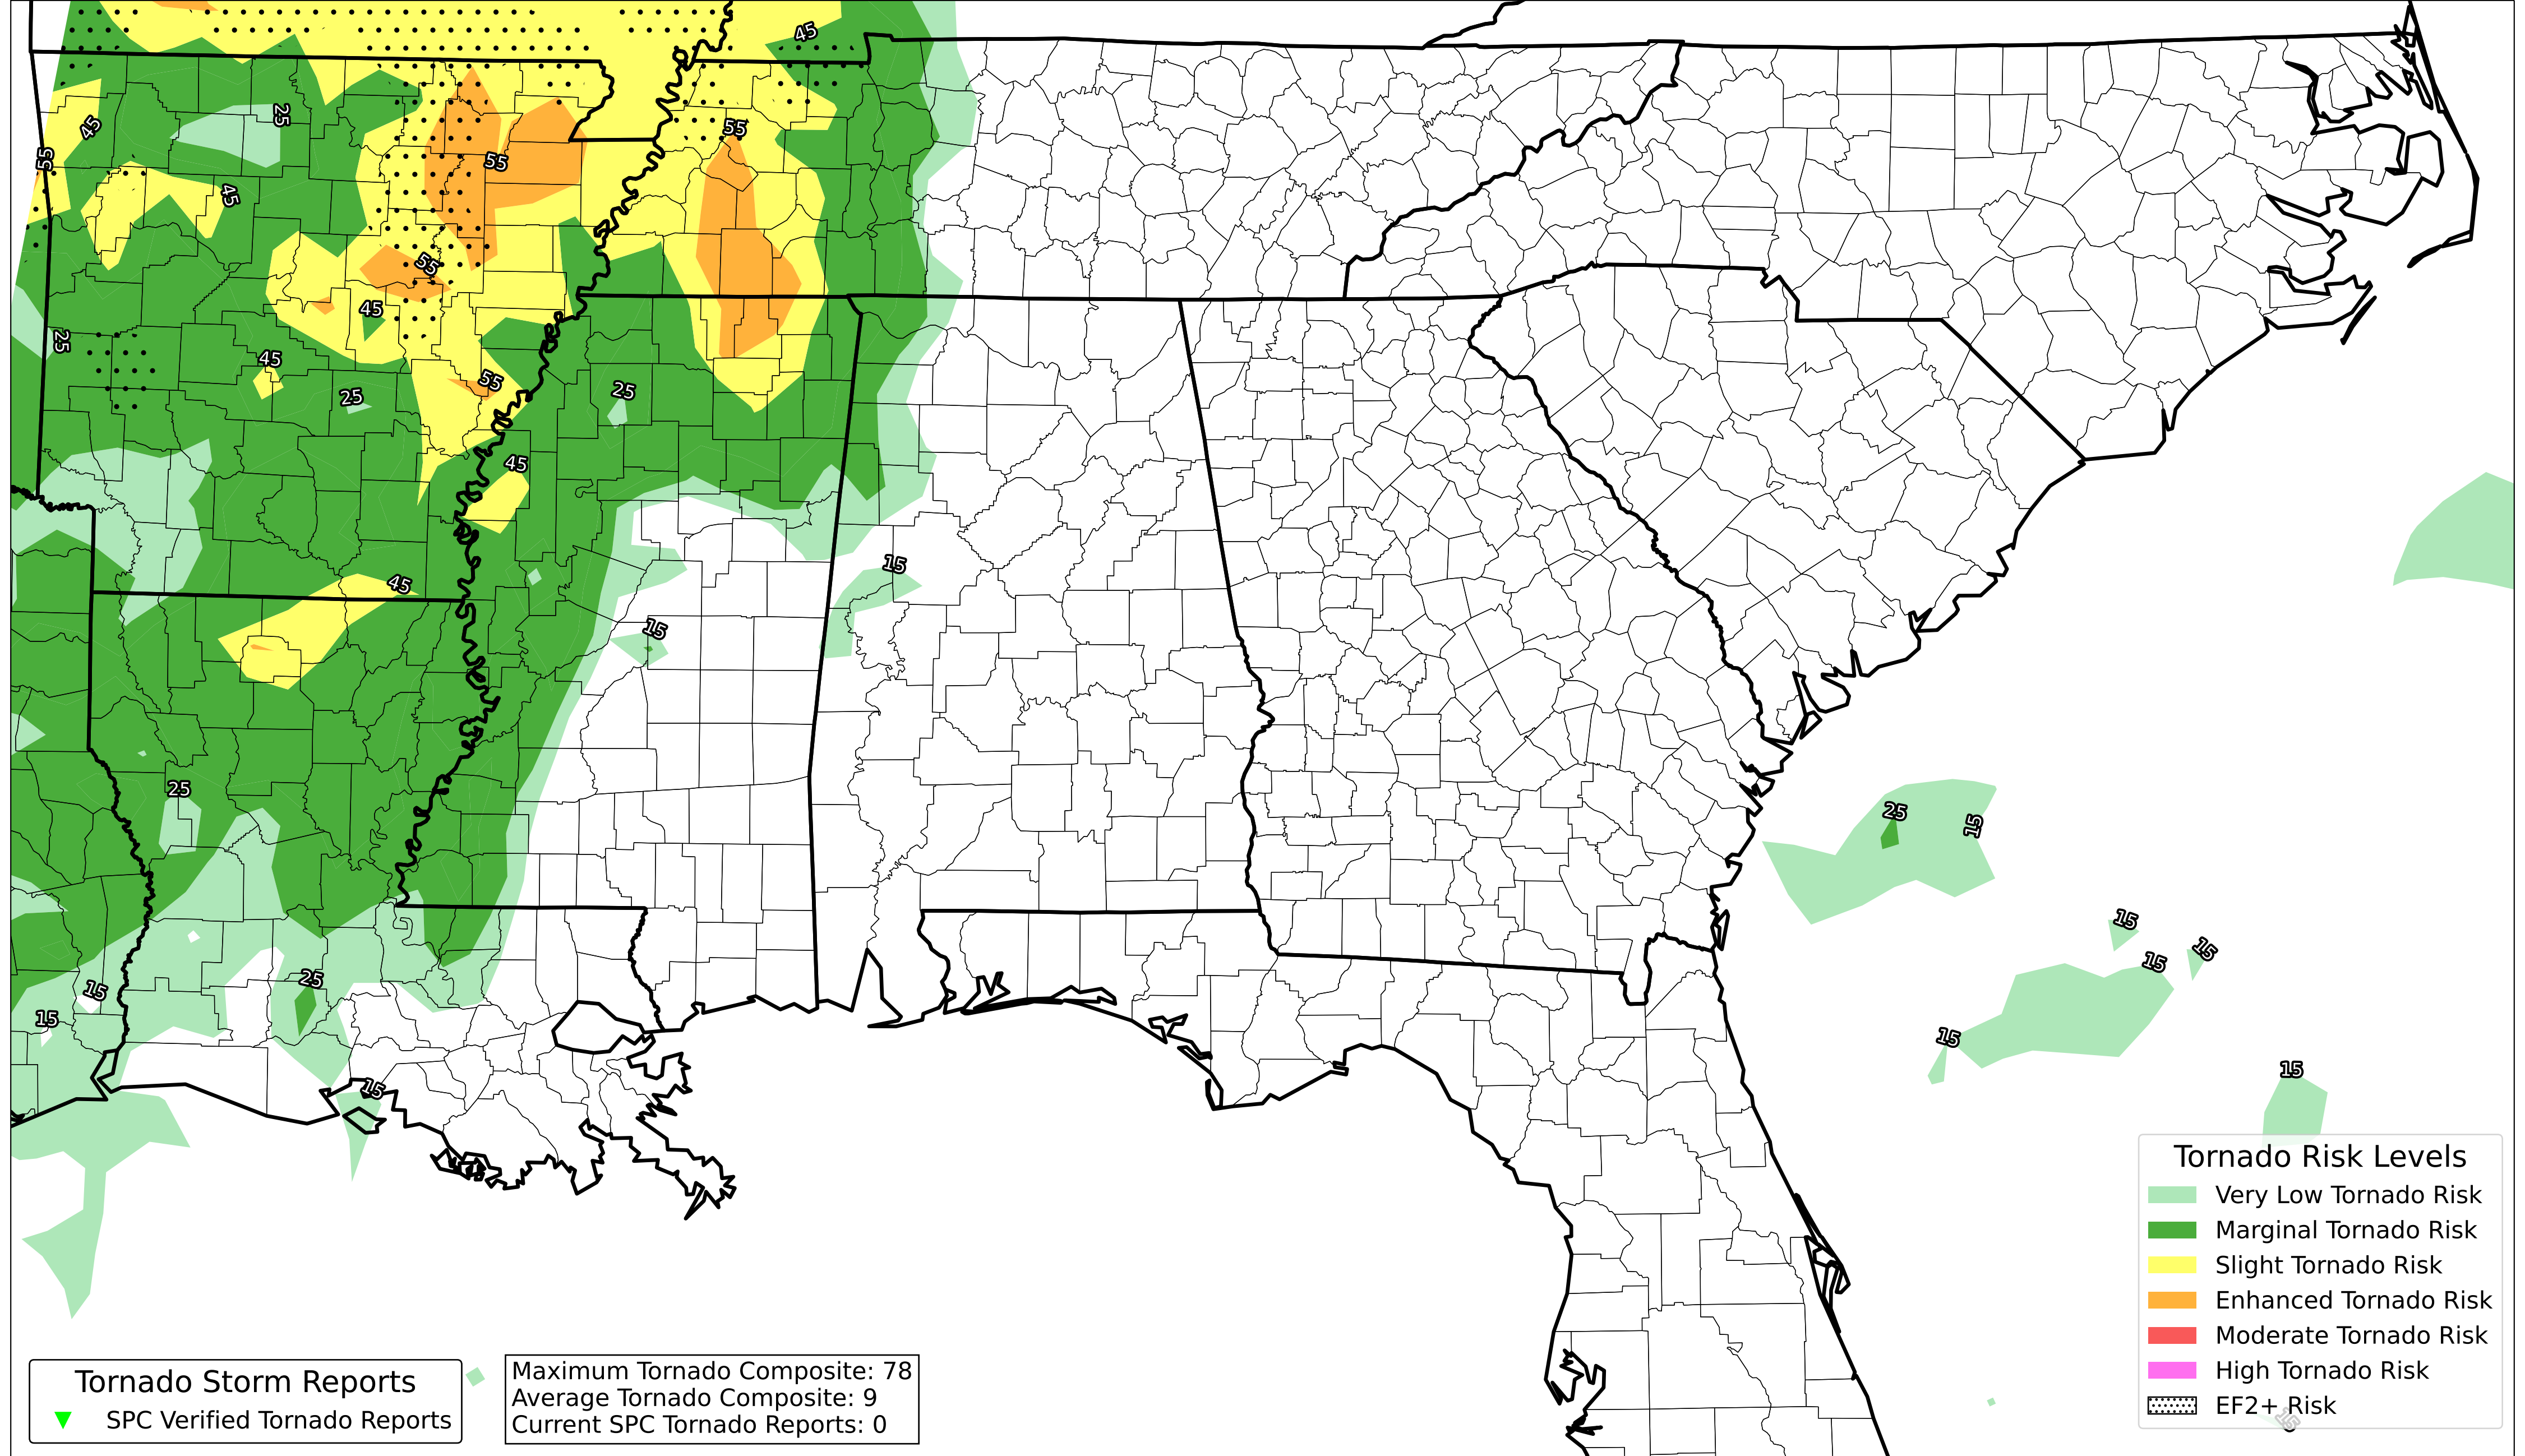 45
25
45
55
55
55
45
55
45
25
45
55
25
25
45
45
15
15
25
25
15
15
15
25
15
15
15
15
15
15
15
Tornado Risk Levels
Very Low Tornado Risk
Marginal Tornado Risk
Slight Tornado Risk
Enhanced Tornado Risk
Moderate Tornado Risk
High Tornado Risk
EF2+ Risk
Tornado Storm Reports
SPC Verified Tornado Reports
Maximum Tornado Composite: 78
Average Tornado Composite: 9
Current SPC Tornado Reports: 0